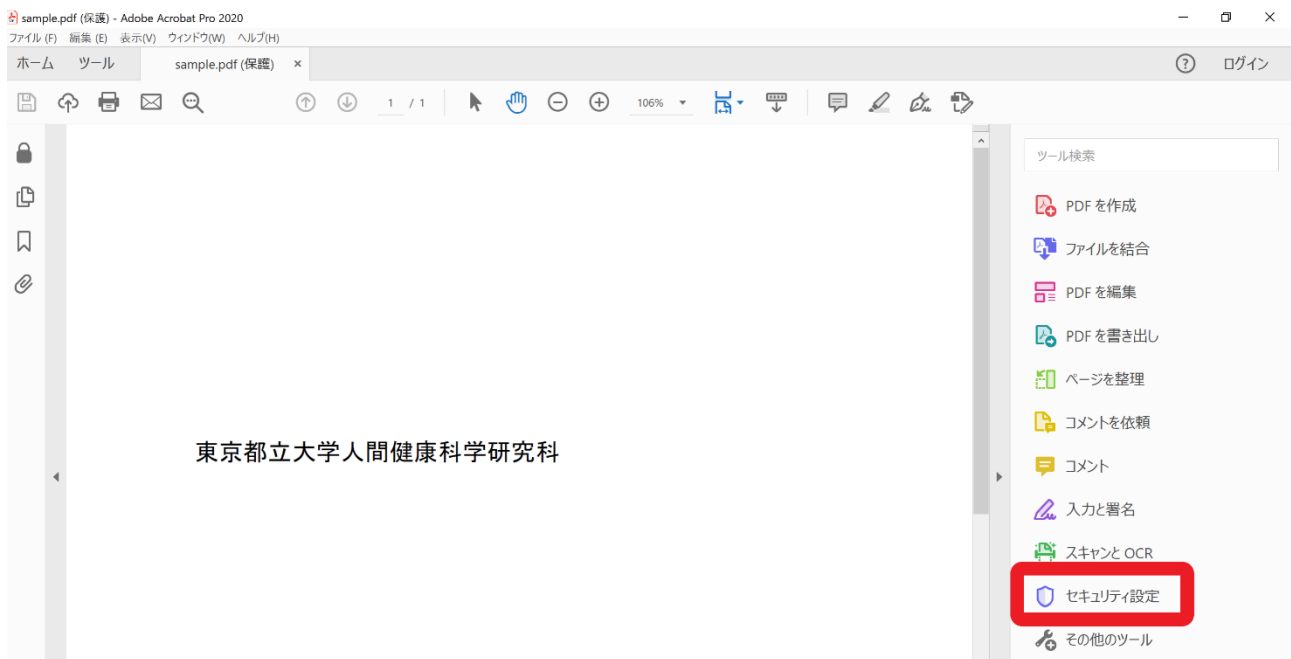 sample.pdf (保護) - Adobe Acrobat Pro 2020
ファイル(F) 編集(E) 表示(V) ウィンドウ(W) ヘルプ(H)
ホーム ツール sample.pdf (保護) × ? ログイン
1 / 1 106%
ツール検索
PDF を作成
ファイルを結合
PDF を編集
PDF を書き出し
ページを整理
コメントを依頼
東京都立大学人間健康科学研究科
コメント
入力と署名
スキャンと OCR
セキュリティ設定
その他のツール